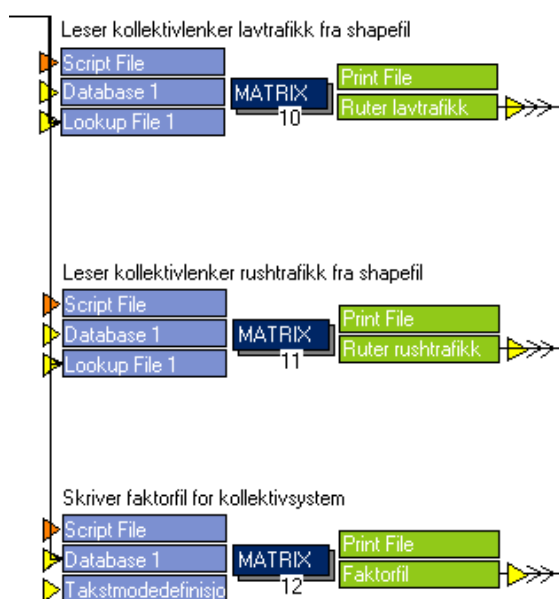 Leser kollektivlenker lavtrafikk fra shapefil
Script File
Database 1
Lookup File 1
MATRIX
10
Print File
Ruter lavtrafikk
Leser kollektivlenker rushtrafikk fra shapefil
Script File
Database 1
Lookup File 1
MATRIX
11
Print File
Ruter rushtrafikk
Skriver faktorfil for kollektivsystem
Script File
Database 1
Takstmodedefinisjo
MATRIX
12
Print File
Faktorfil